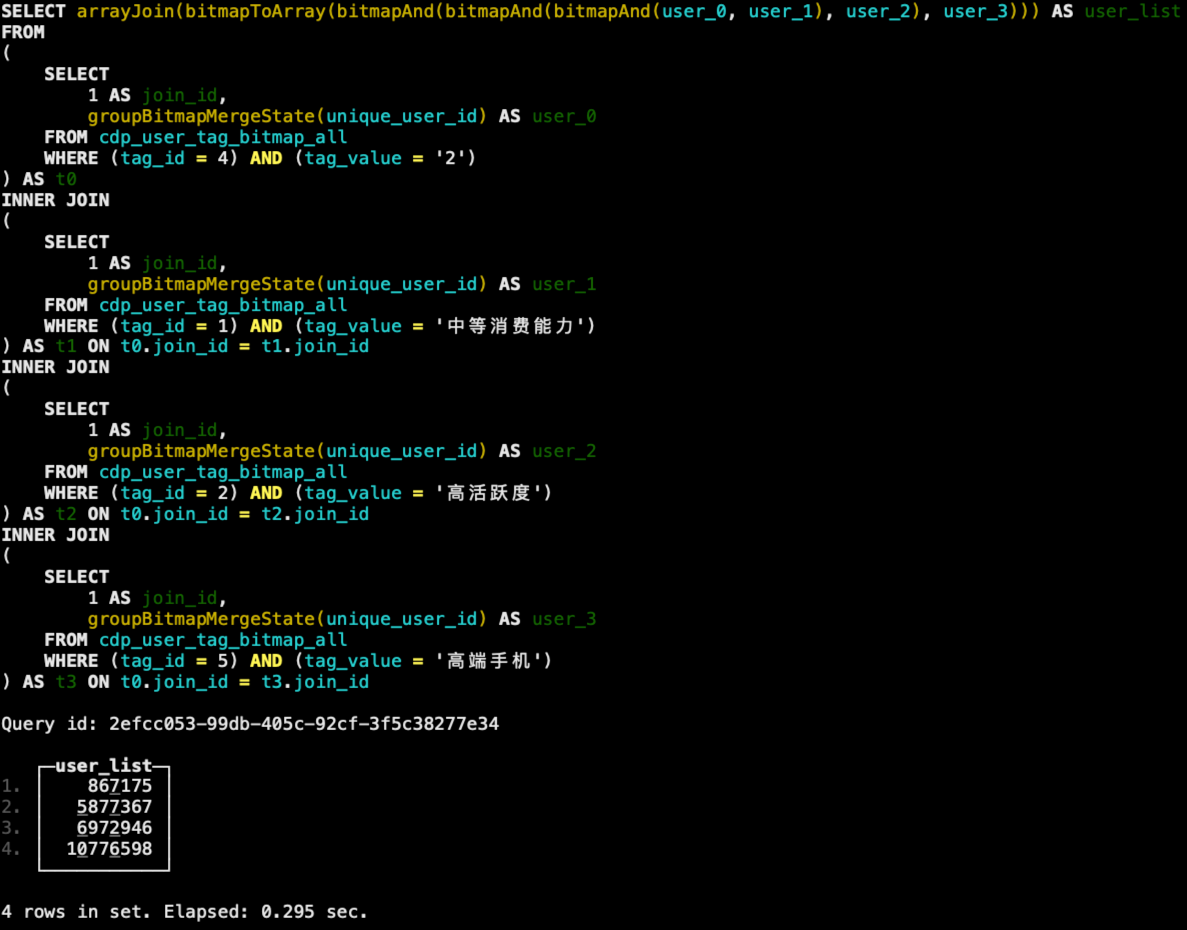 SELECT arrayJoin(bitmapToArray(bitmapAnd(bitmapAnd(bitmapAnd(user_0, user_1), user_2), user_3))) AS user_list
FROM
(
    SELECT
        1 AS join_id,
        groupBitmapMergeState(unique_user_id) AS user_0
    FROM cdp_user_tag_bitmap_all
    WHERE (tag_id = 4) AND (tag_value = '2')
) AS t0
INNER JOIN
(
    SELECT
        1 AS join_id,
        groupBitmapMergeState(unique_user_id) AS user_1
    FROM cdp_user_tag_bitmap_all
    WHERE (tag_id = 1) AND (tag_value = '中等消费能力')
) AS t1 ON t0.join_id = t1.join_id
INNER JOIN
(
    SELECT
        1 AS join_id,
        groupBitmapMergeState(unique_user_id) AS user_2
    FROM cdp_user_tag_bitmap_all
    WHERE (tag_id = 2) AND (tag_value = '高活跃度')
) AS t2 ON t0.join_id = t2.join_id
INNER JOIN
(
    SELECT
        1 AS join_id,
        groupBitmapMergeState(unique_user_id) AS user_3
    FROM cdp_user_tag_bitmap_all
    WHERE (tag_id = 5) AND (tag_value = '高端手机')
) AS t3 ON t0.join_id = t3.join_id
Query id: 2efcc053-99db-405c-92cf-3f5c38277e34
user_list
1. 867175
2. 5877367
3. 6972946
4. 10776598
4 rows in set. Elapsed: 0.295 sec.